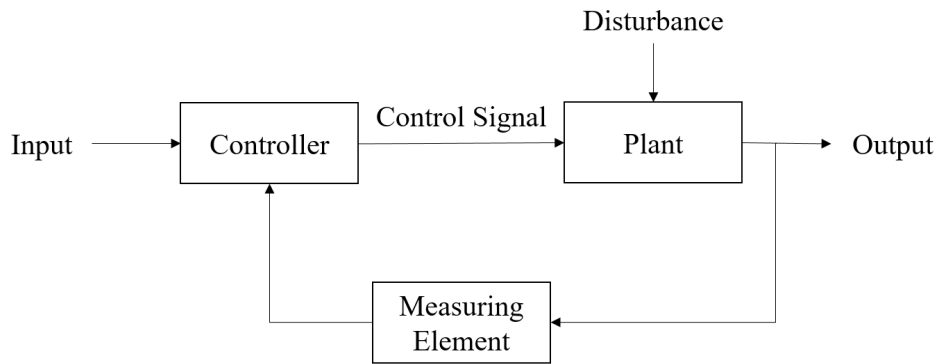 Disturbance
Input
Controller
Control Signal
Plant
Output
Measuring
Element